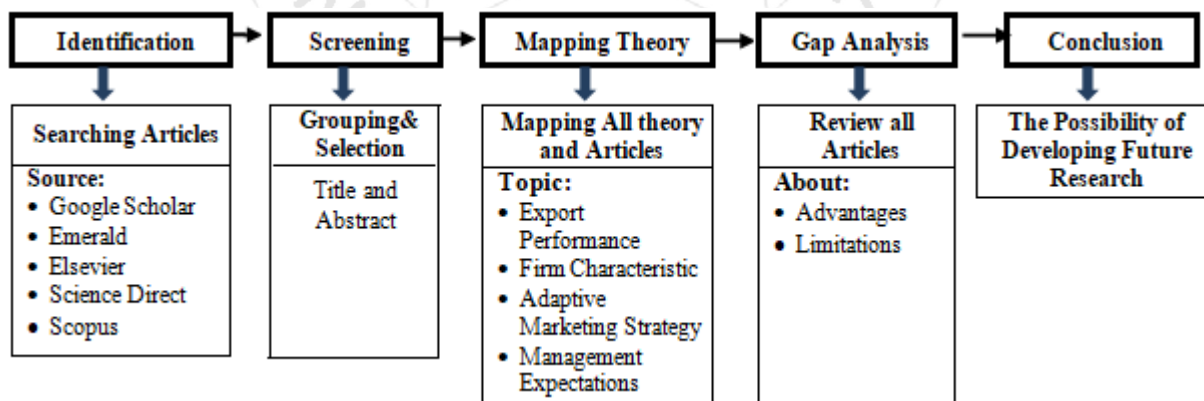 Identification
Screening
Mapping Theory
Gap Analysis
Conclusion
Searching Articles
Source:
• Google Scholar
• Emerald
• Elsevier
• Science Direct
• Scopus
Grouping&
Selection
Title and
Abstract
Mapping All theory
and Articles
Topic:
• Export
Performance
• Firm Characteristic
• Adaptive
Marketing Strategy
• Management
Expectations
Review all
Articles
About:
• Advantages
• Limitations
The Possibility of
Developing Future
Research